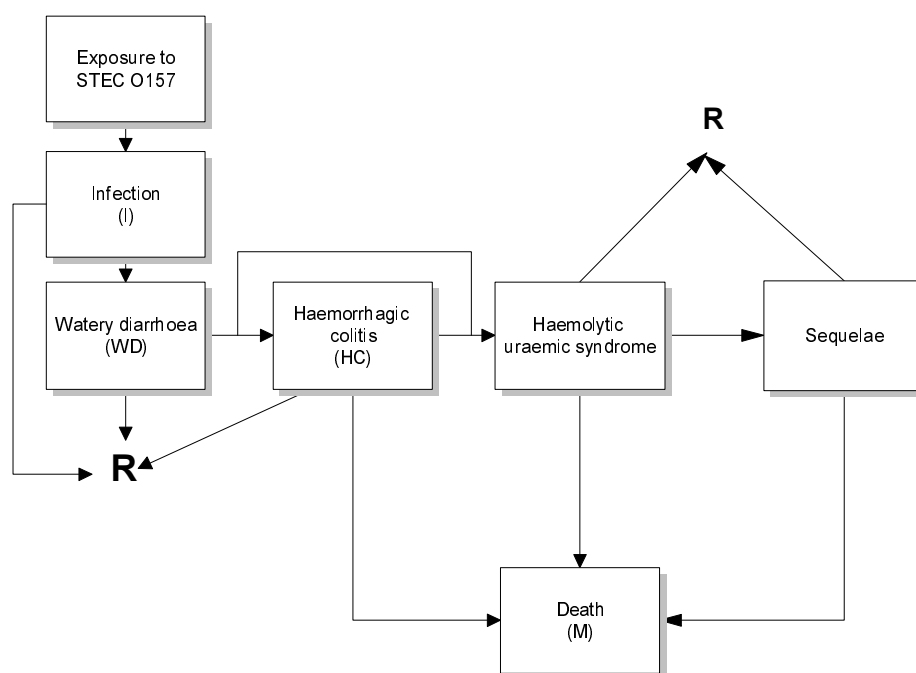 Exposure to
STEC O157
R
Infection
(I)
Watery diarrhoea
(WD)
Haemorrhagic
colitis
(HC)
Haemolytic
uraemic syndrome
Sequelae
R
Death
(M)